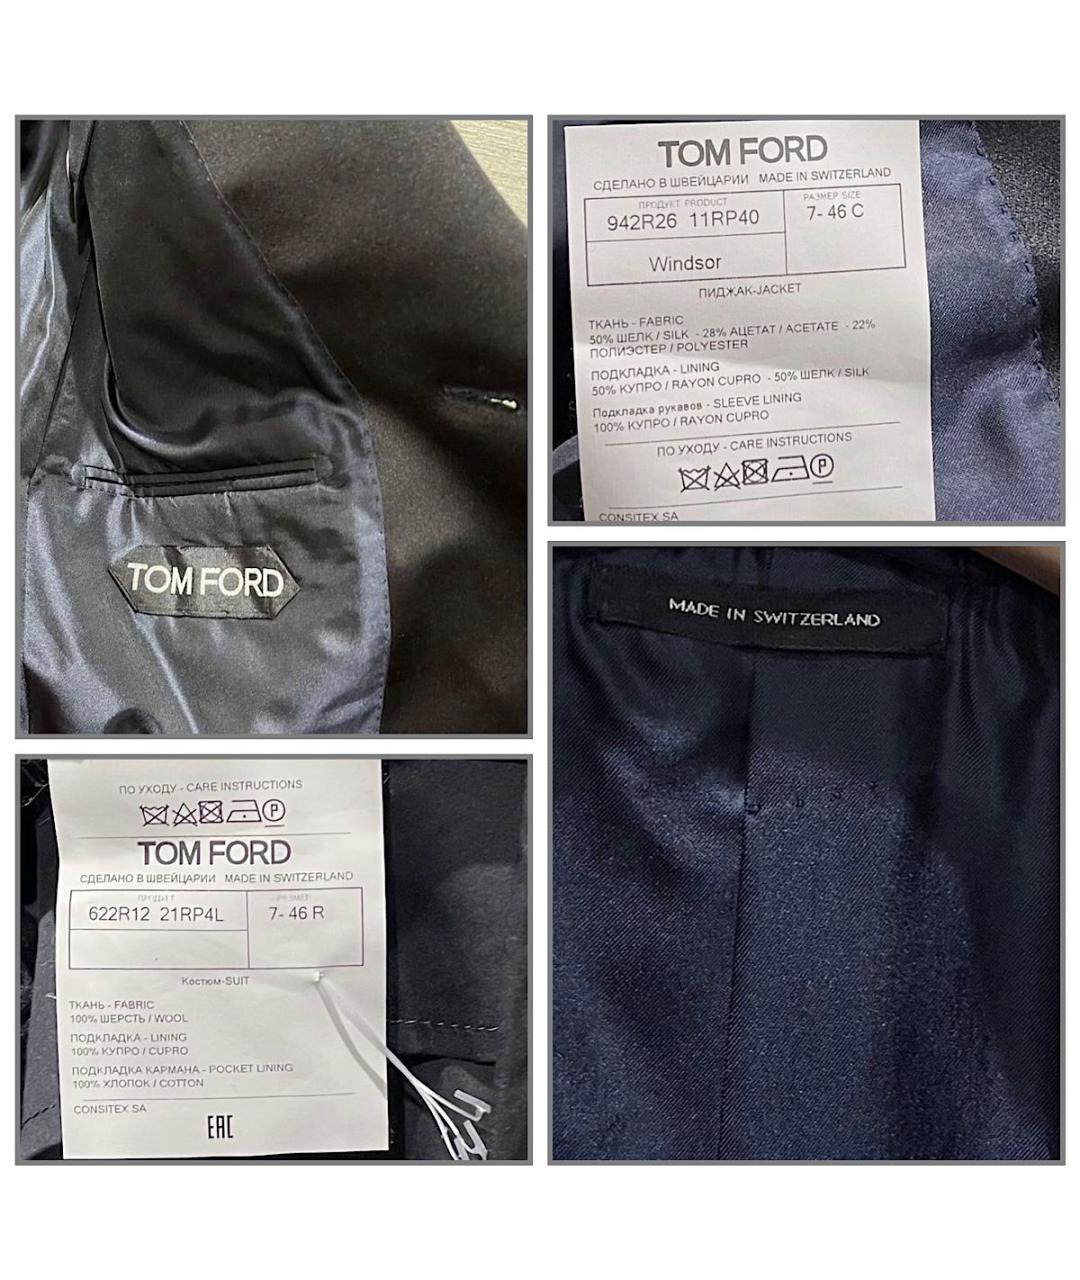 TOM FORD
TOM FORD
СДЕЛАНО В ШВЕЙЦАРИИ MADE IN SWITZERLAND
ПРОДУКТ PRODUCT
РАЗМЕР SIZE
942R26 11RP40
7- 46 C
Windsor
ПИДЖАК-JACKET
ТКАНЬ - FABRIC
50% ШЕЛК / SILK - 28% АЦЕТАТ / ACETATE - 22%
ПОЛИЭСТЕР / POLYESTER
ПОДКЛАДКА - LINING
50% КУПРО / RAYON CUPRO - 50% ШЕЛК / SILK
Подкладка рукавов - SLEEVE LINING
100% КУПРО / RAYON CUPRO
ПО УХОДУ - CARE INSTRUCTIONS
P
CONSITEX SA
ПО УХОДУ - CARE INSTRUCTIONS
P
TOM FORD
СДЕЛАНО В ШВЕЙЦАРИИ MADE IN SWITZERLAND
622R12 21RP4L
7- 46 R
Костюм-SUIT
ТКАНЬ - FABRIC
100% ШЕРСТЬ / WOOL
ПОДКЛАДКА - LINING
100% КУПРО / CUPRO
ПОДКЛАДКА КАРМАНА - POCKET LINING
100% ХЛОПОК / COTTON
CONSITEX SA
EAC
MADE IN SWITZERLAND